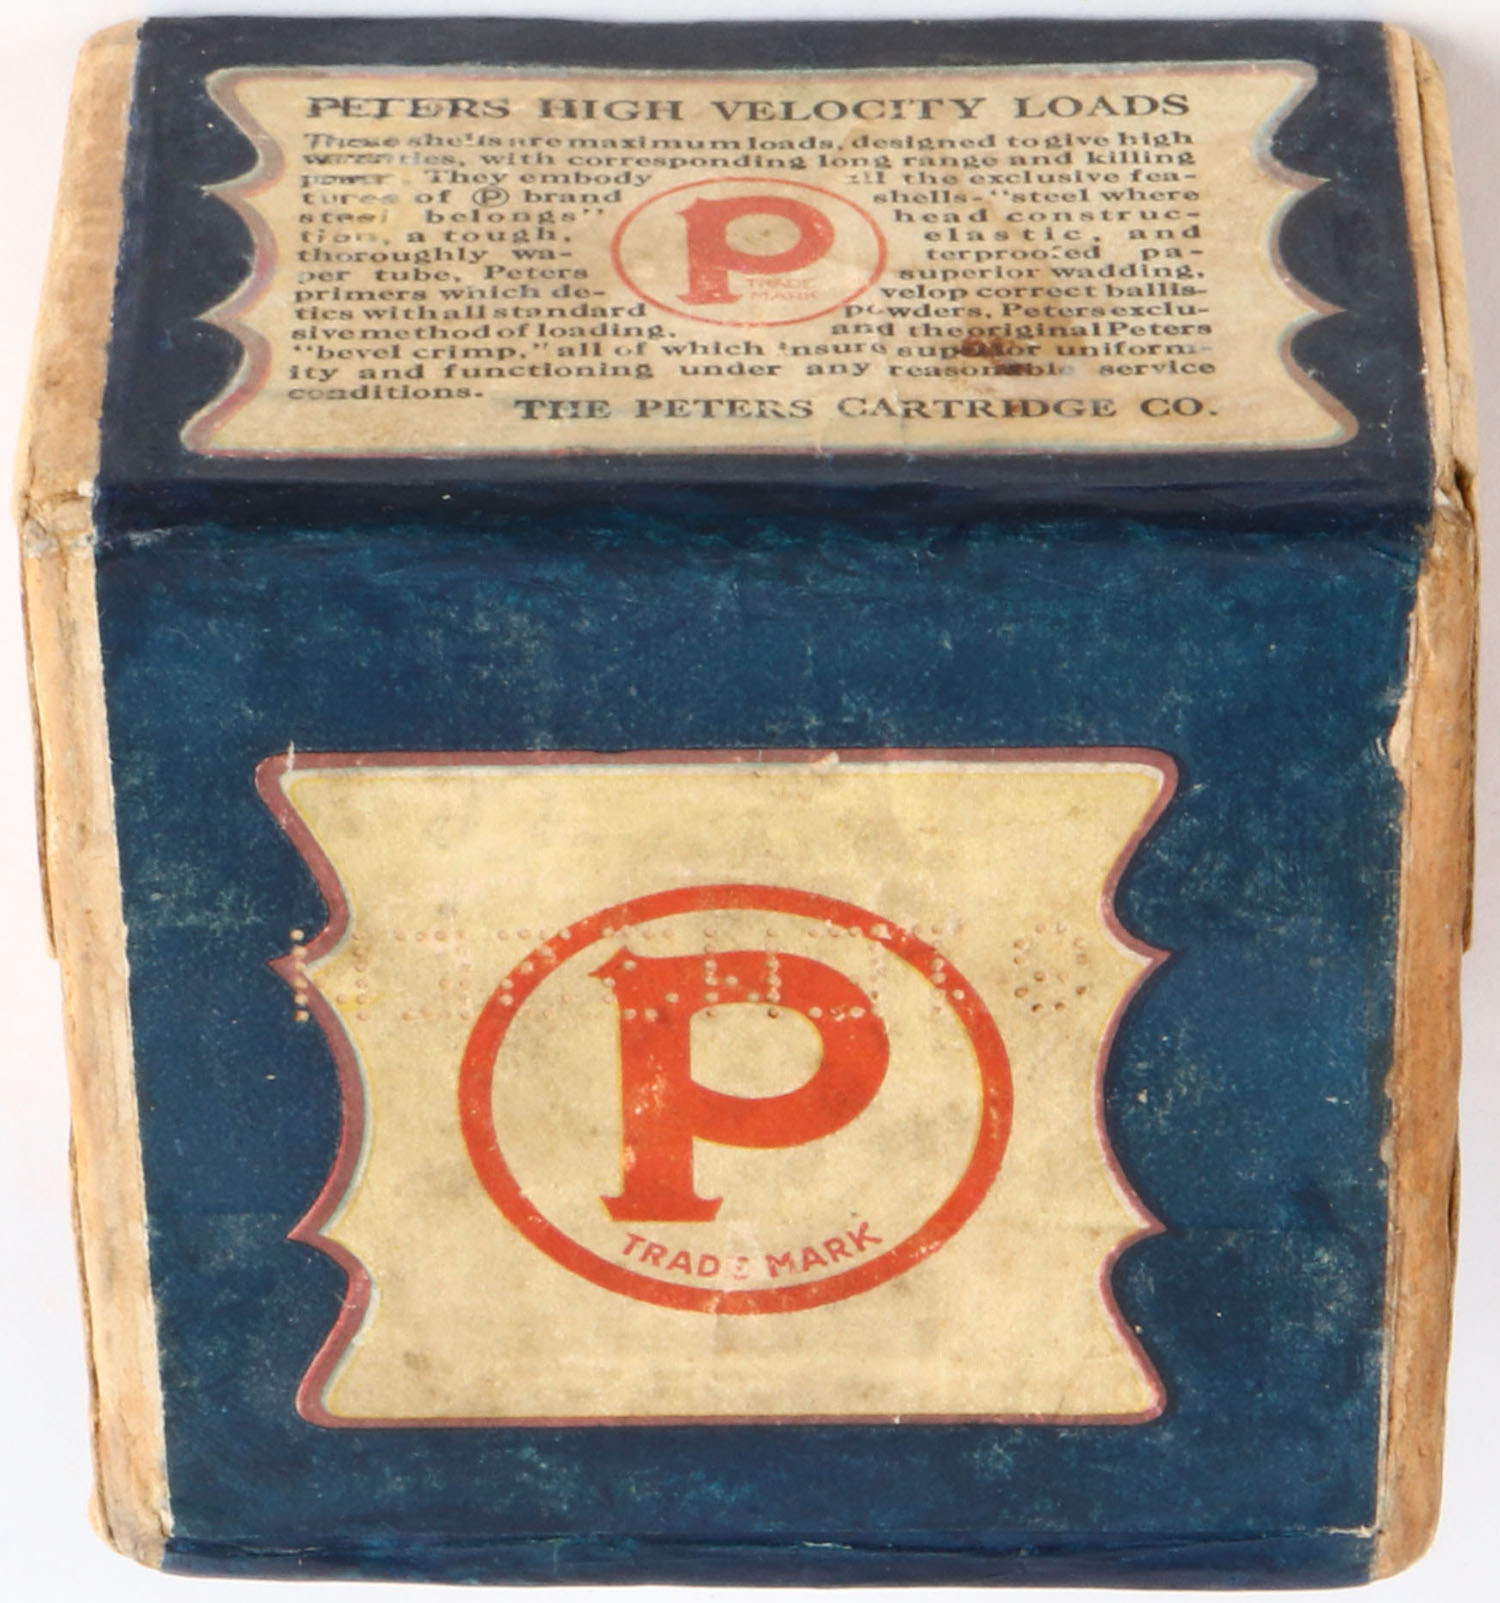 PETERS HIGH VELOCITY LOADS
These shells are maximum loads, designed to give high
velocities, with corresponding long range and killing
power. They embody all the exclusive fea-
tures of P brand shells-"steel where
steel belongs" head construc-
tion, a tough, elastic, and
thoroughly wa- terproofed pa-
per tube, Peters superior wadding,
primers which de- velop correct ballis-
tics with all standard powders, Peters exclu-
sive method of loading. and the original Peters
"bevel crimp," all of which insure superior uniform-
ity and functioning under any reasonable service
conditions.
THE PETERS CARTRIDGE CO.
P
TRADE
MARK
P
TRADE MARK